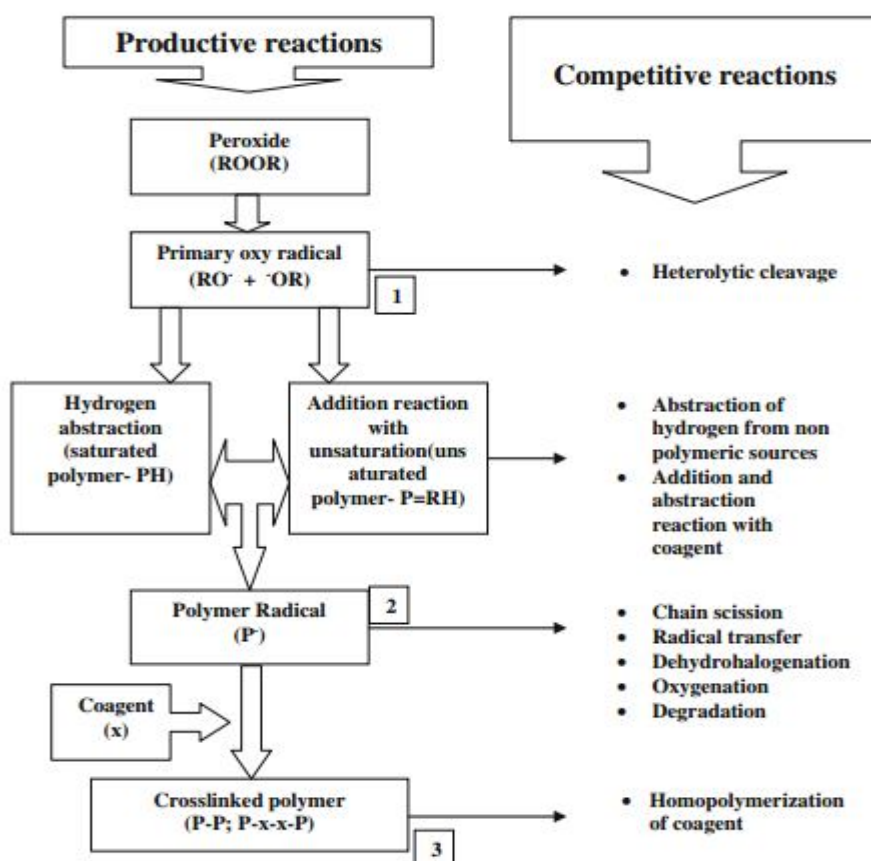 Productive reactions
Competitive reactions
Peroxide
(ROOR)
Primary oxy radical
(RO· + ·OR)
1
• Heterolytic cleavage
Hydrogen
abstraction
(saturated
polymer- PH)
Addition reaction
with
unsaturation(uns
aturated
polymer- P=RH)
• Abstraction of
hydrogen from non
polymeric sources
• Addition and
abstraction
reaction with
coagent
Polymer Radical
(P·)
2
• Chain scission
• Radical transfer
• Dehydrohalogenation
• Oxygenation
• Degradation
Coagent
(x)
Crosslinked polymer
(P-P; P-x-x-P)
3
• Homopolymerization
of coagent